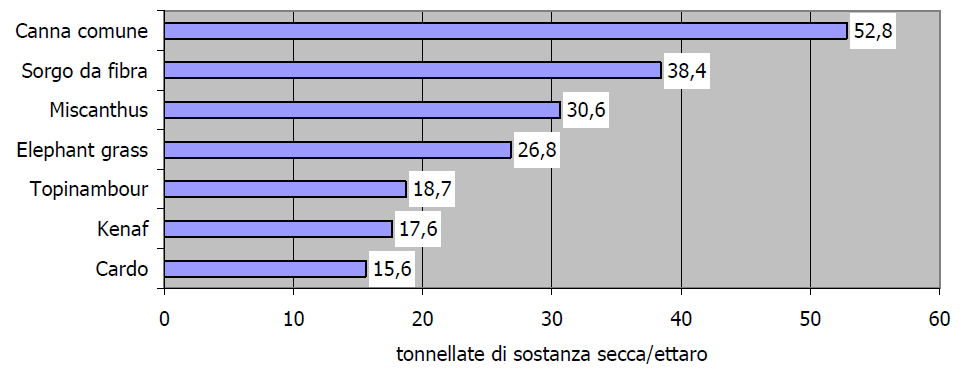 Canna comune 52,8
Sorgo da fibra 38,4
Miscanthus 30,6
Elephant grass 26,8
Topinambour 18,7
Kenaf 17,6
Cardo 15,6
0 10 20 30 40 50 60
tonnellate di sostanza secca/ettaro